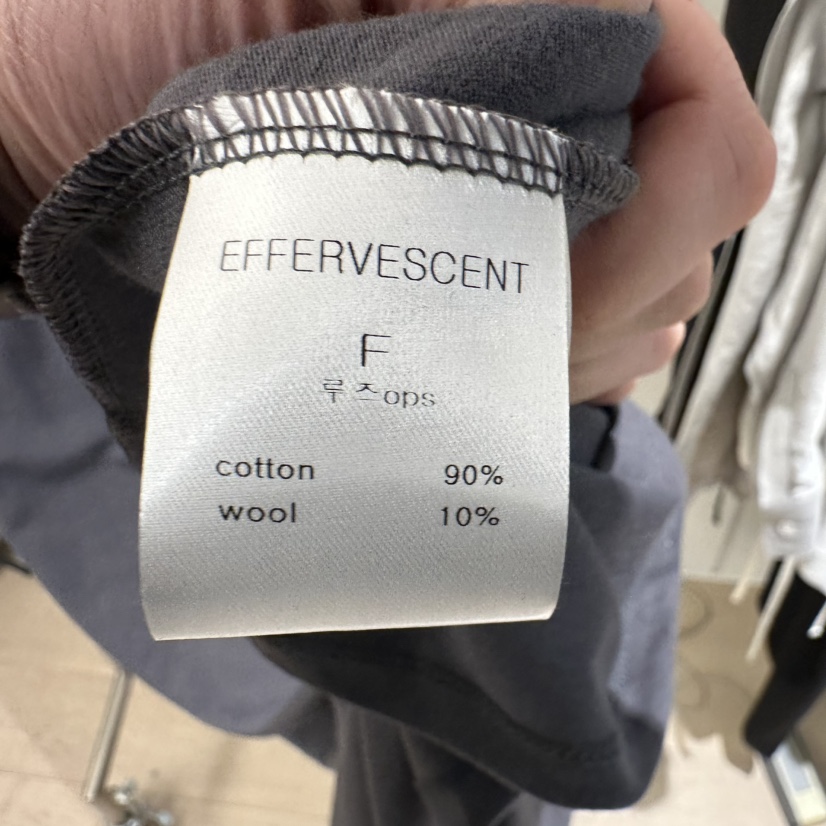 EFFERVESCENT
F
루즈ops
cotton 90%
wool 10%